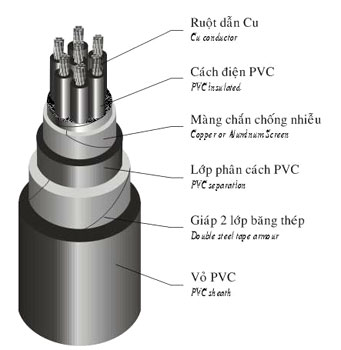 Ruột dẫn Cu
Cu conductor
Cách điện PVC
PVC insulated
Màng chắn chống nhiễu
Copper or Aluminum Screen
Lớp phân cách PVC
PVC separation
Giáp 2 lớp băng thép
Double steel tape armour
Vỏ PVC
PVC sheath